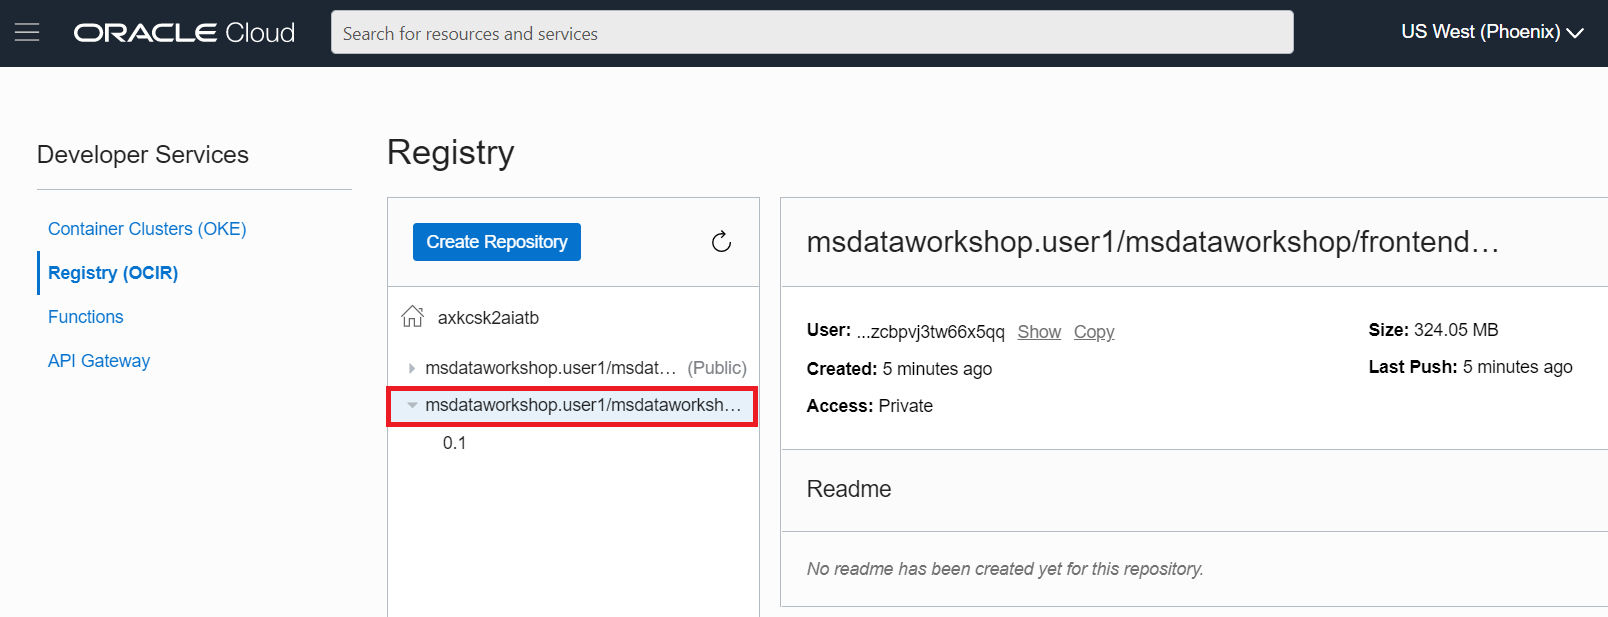 ORACLE Cloud
Search for resources and services
US West (Phoenix)
Developer Services
Container Clusters (OKE)
Registry (OCIR)
Functions
API Gateway
Registry
Create Repository
axkcsk2aiatb
msdataworkshop.user1/msdat... (Public)
msdataworkshop.user1/msdataworksh...
0.1
msdataworkshop.user1/msdataworkshop/frontend...
User: ...zcbpvj3tw66x5qq Show Copy
Size: 324.05 MB
Created: 5 minutes ago
Last Push: 5 minutes ago
Access: Private
Readme
No readme has been created yet for this repository.